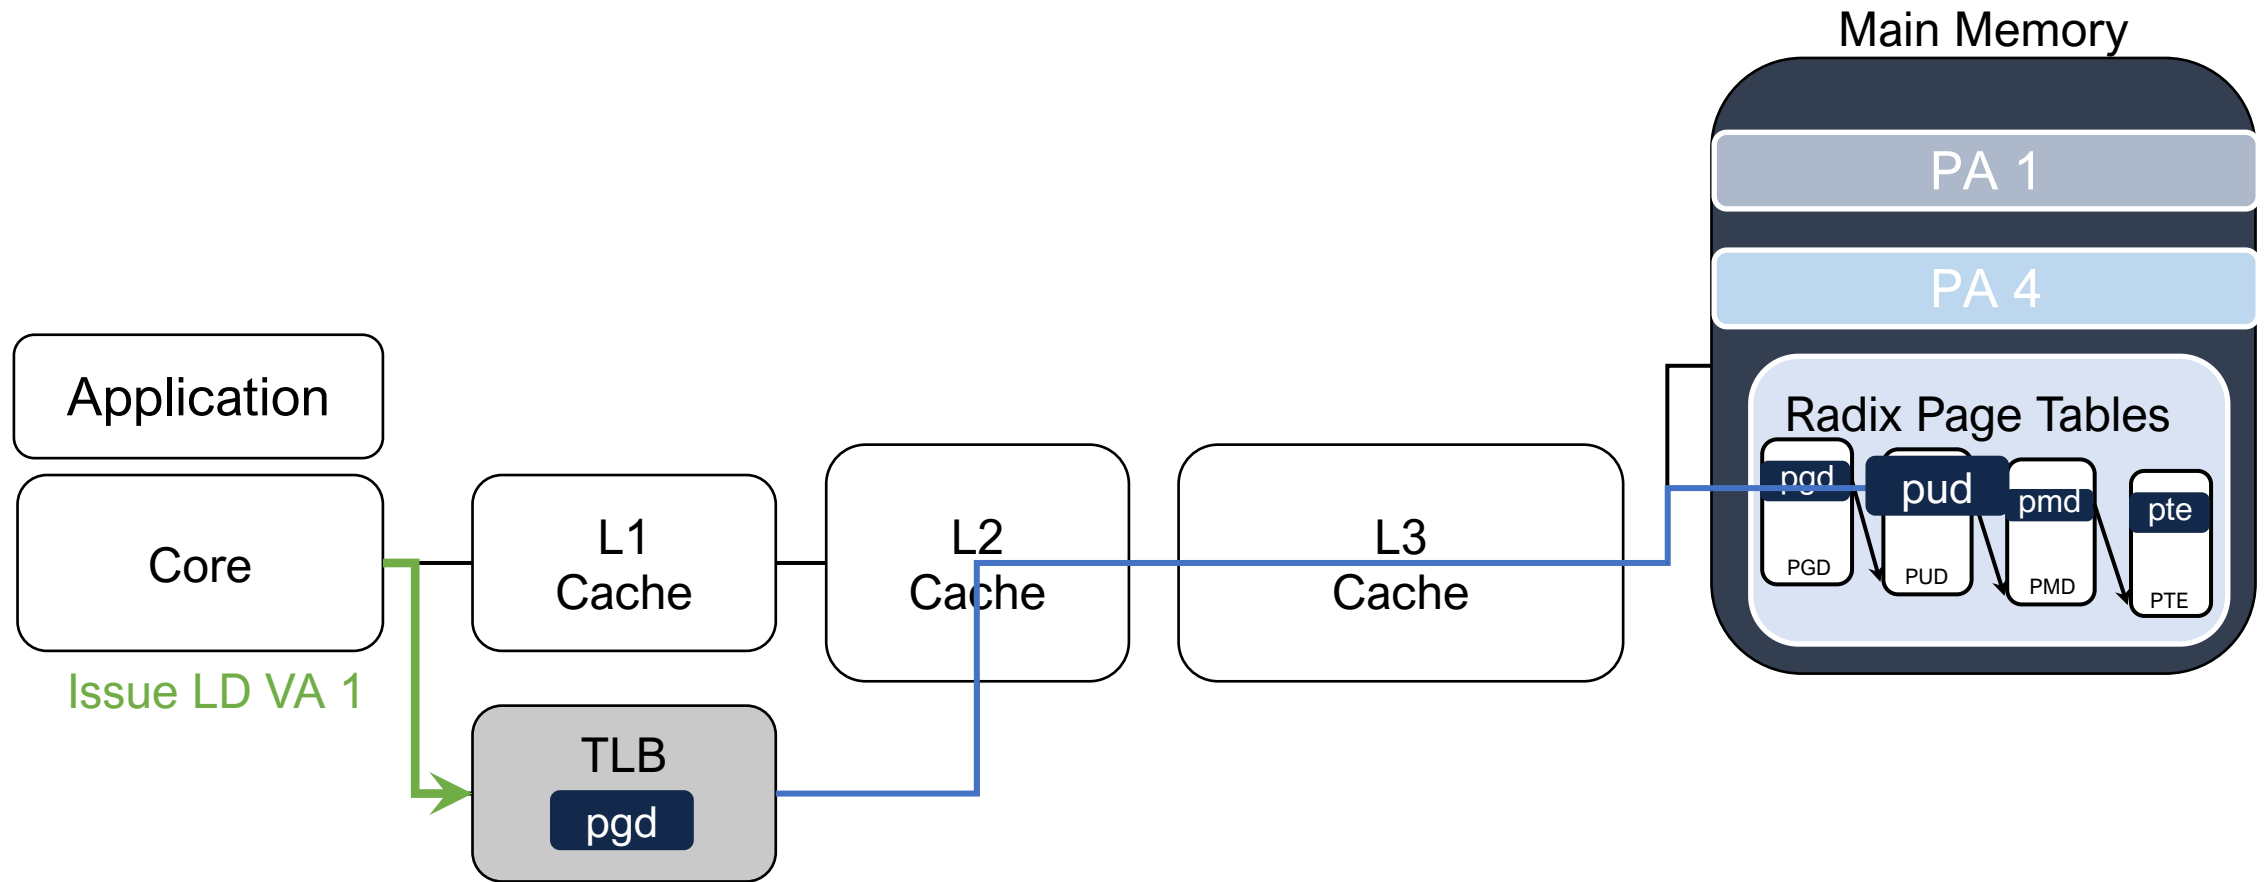 Main Memory
PA 1
PA 4
Application
Radix Page Tables
pgd
pud
pmd
pte
PGD
PUD
PMD
PTE
Core
L1
Cache
L2
Cache
L3
Cache
Issue LD VA 1
TLB
pgd